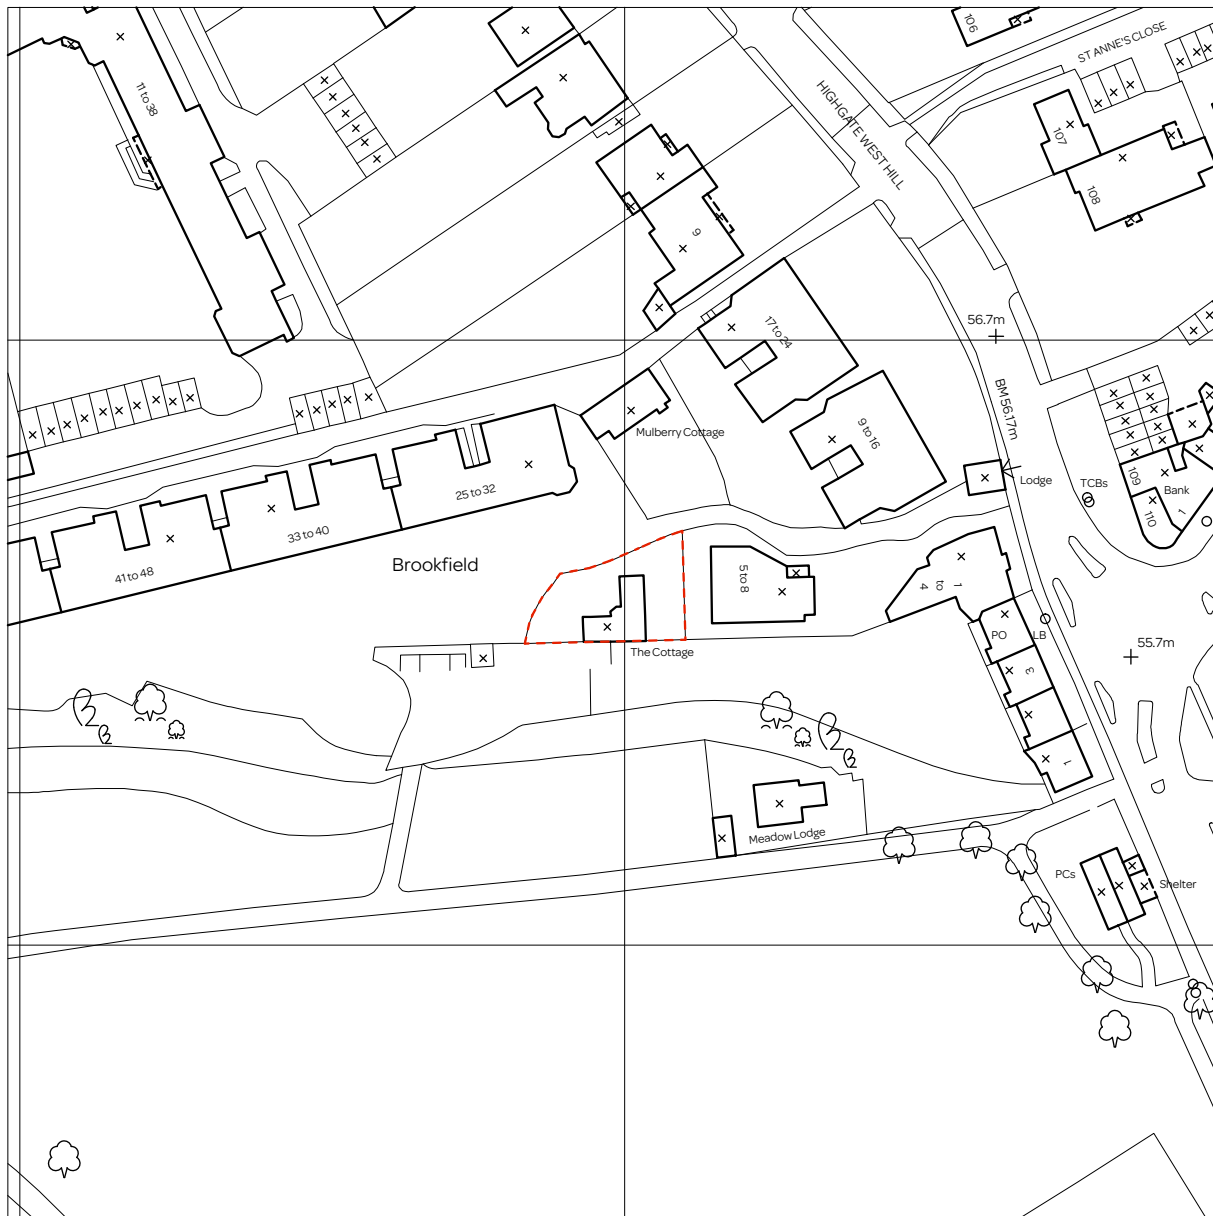 106
ST ANNE'S CLOSE
11 to 38
HIGHGATE WEST HILL
107
108
9
56.7m
17 to 24
BM 56.17m
Mulberry Cottage
9 to 16
Lodge
TCBs
109
Bank
110
1
25 to 32
33 to 40
41 to 48
Brookfield
5 to 8
1
to
4
PO
LB
The Cottage
55.7m
3
1
Meadow Lodge
PCs
Shelter